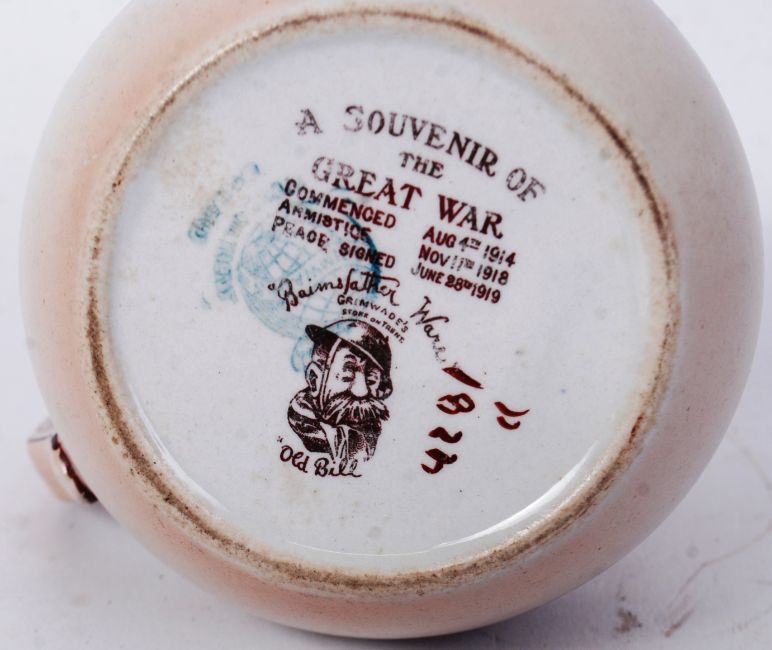 A SOUVENIR OF
THE
GREAT WAR
COMMENCED AUG 4TH 1914
ARMISTICE NOV 11TH 1918
PEACE SIGNED JUNE 28TH 1919
"Bairnsfather Ware"
GRIMWADES
STOKE ON TRENT.
"Old Bill